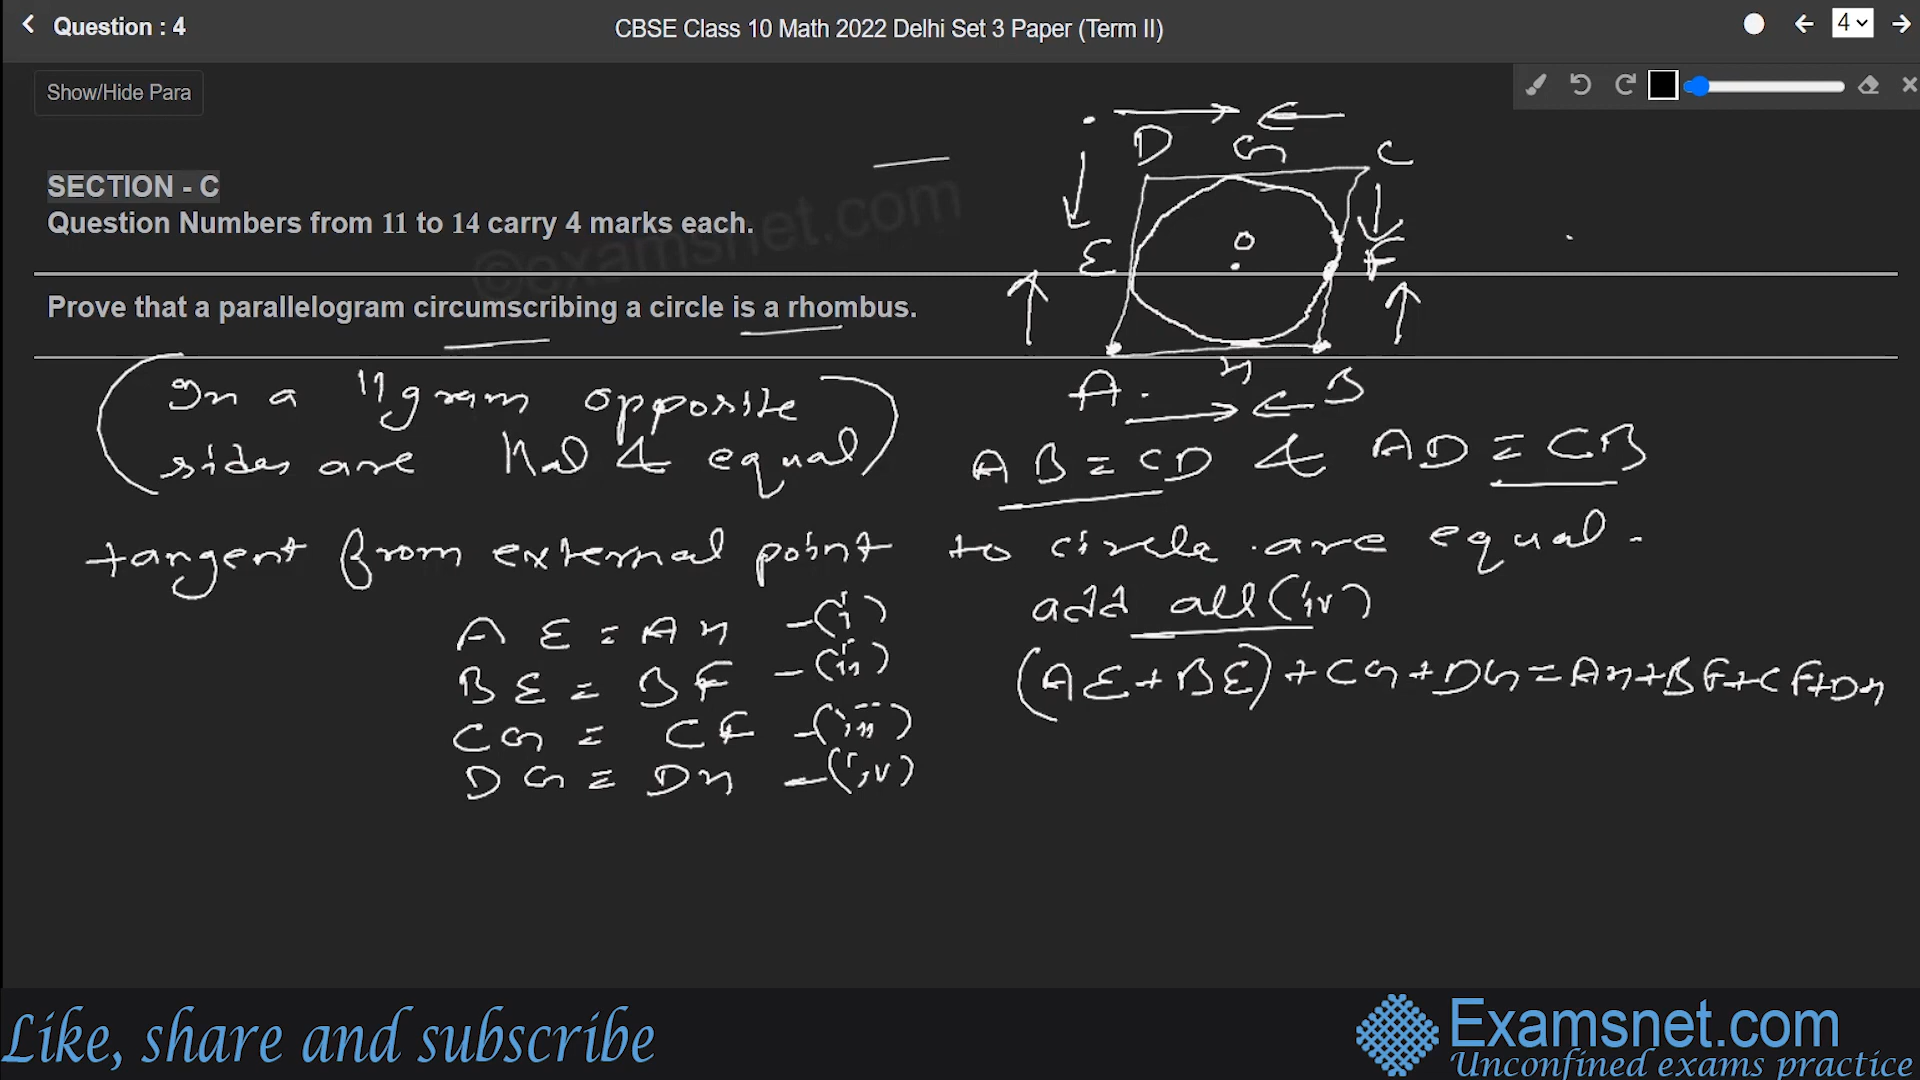 Question : 4
CBSE Class 10 Math 2022 Delhi Set 3 Paper (Term II)
4
Show/Hide Para
SECTION - C
Question Numbers from 11 to 14 carry 4 marks each.
©examsnet.com
Prove that a parallelogram circumscribing a circle is a rhombus.
D G C
O
E F
A H B
In a ||gram opposite
sides are ||al & equal
AB = CD & AD = CB
tangent from external point to circle are equal.
add all (iv)
AE = AH - (i)
BE = BF - (ii)
CG = CF - (iii)
DG = DH - (iv)
(AE + BE) + CG + DG = AH + BF + CF + DH
Like, share and subscribe
Examsnet.com
Unconfined exams practice